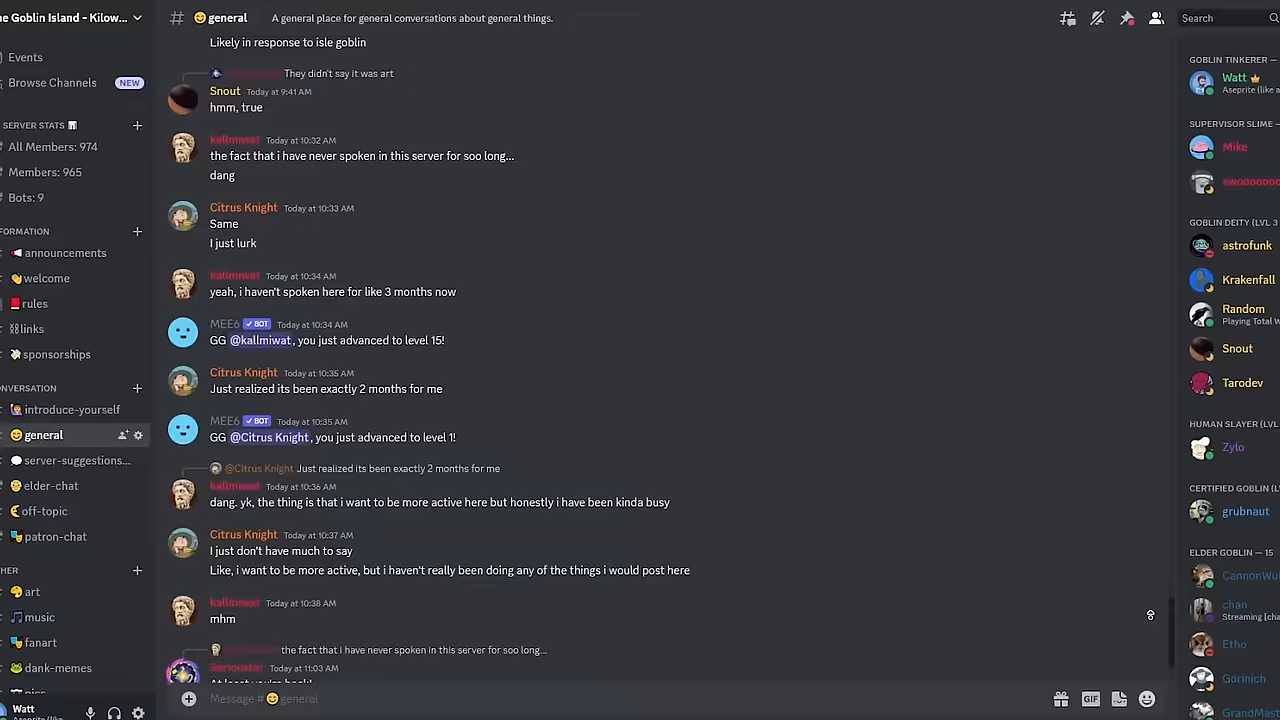 e Goblin Island - Kilow...
Events
Browse Channels
NEW
SERVER STATS
All Members: 974
Members: 965
Bots: 9
FORMATION
announcements
welcome
rules
links
sponsorships
NVERSATION
introduce-yourself
general
server-suggestions...
elder-chat
off-topic
patron-chat
HER
art
music
fanart
dank-memes
Watt
Aseprite (like
# general
A general place for general conversations about general things.
Search
Likely in response to isle goblin
They didn't say it was art
Snout Today at 9:41 AM
hmm, true
kallmiwat Today at 10:32 AM
the fact that i have never spoken in this server for soo long...
dang
Citrus Knight Today at 10:33 AM
Same
I just lurk
kallmiwat Today at 10:34 AM
yeah, i haven't spoken here for like 3 months now
MEE6 BOT Today at 10:34 AM
GG @kallmiwat, you just advanced to level 15!
Citrus Knight Today at 10:35 AM
Just realized its been exactly 2 months for me
MEE6 BOT Today at 10:35 AM
GG @Citrus Knight, you just advanced to level 1!
@Citrus Knight Just realized its been exactly 2 months for me
kallmiwat Today at 10:36 AM
dang. yk, the thing is that i want to be more active here but honestly i have been kinda busy
Citrus Knight Today at 10:37 AM
I just don't have much to say
Like, i want to be more active, but i haven't really been doing any of the things i would post here
kallmiwat Today at 10:38 AM
mhm
the fact that i have never spoken in this server for soo long...
Today at 11:03 AM
At least you're back!
Message # general
GIF
GOBLIN TINKERER —
Watt
Aseprite (like a
SUPERVISOR SLIME —
Mike
GOBLIN DEITY (LVL 3
astrofunk
Krakenfall
Random
Playing Total W
Snout
Tarodev
HUMAN SLAYER (LVL
Zylo
CERTIFIED GOBLIN (LV
grubnaut
ELDER GOBLIN — 15
CannonWu
chan
Streaming [cha
Etho
Gorinich
GrandMast